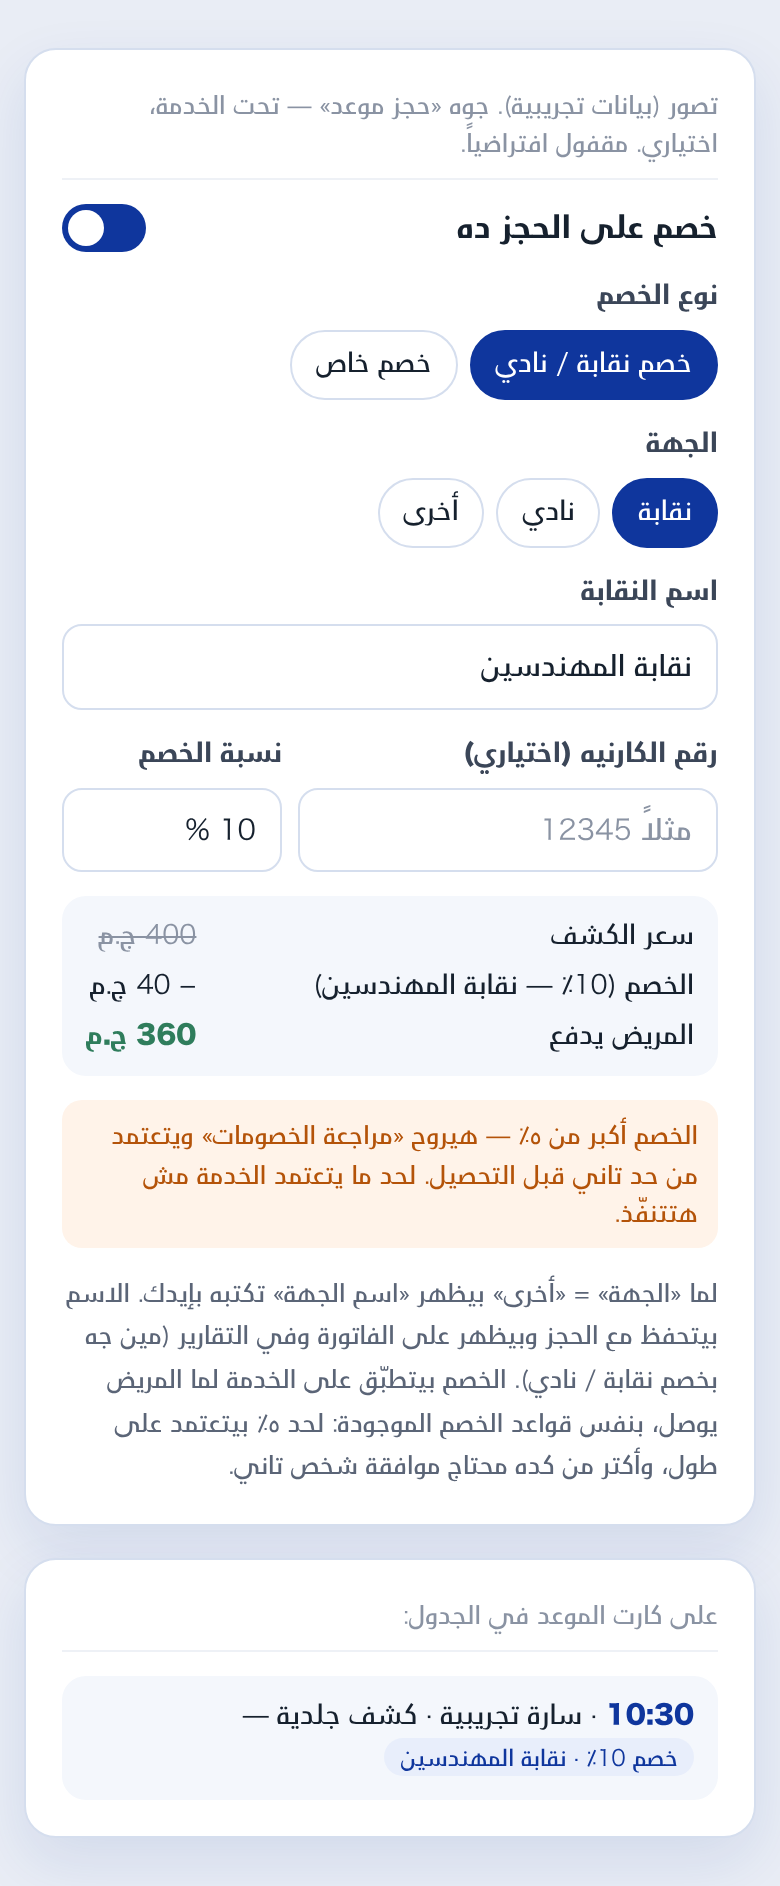 تصور (بيانات تجريبية). جوه «حجز موعد» — تحت الخدمة،
اختياري. مقفول افتراضياً.
خصم على الحجز ده
نوع الخصم
خصم نقابة / نادي
خصم خاص
الجهة
نقابة
نادي
أخرى
اسم النقابة
نقابة المهندسين
رقم الكارنيه (اختياري)
نسبة الخصم
مثلاً 12345
10 %
سعر الكشف
400 ج.م
الخصم (10٪ — نقابة المهندسين)
– 40 ج.م
المريض يدفع
360 ج.م
الخصم أكبر من ٥٪ — هيروح «مراجعة الخصومات» ويتعتمد
من حد تاني قبل التحصيل. لحد ما يتعتمد الخدمة مش
هتتنفّذ.
لما «الجهة» = «أخرى» بيظهر «اسم الجهة» تكتبه بإيدك. الاسم
بيتحفظ مع الحجز وبيظهر على الفاتورة وفي التقارير (مين جه
بخصم نقابة / نادي). الخصم بيتطبّق على الخدمة لما المريض
يوصل، بنفس قواعد الخصم الموجودة: لحد ٥٪ بيتعتمد على
طول، وأكتر من كده محتاج موافقة شخص تاني.
على كارت الموعد في الجدول:
10:30 · سارة تجريبية · كشف جلدية —
خصم 10٪ · نقابة المهندسين